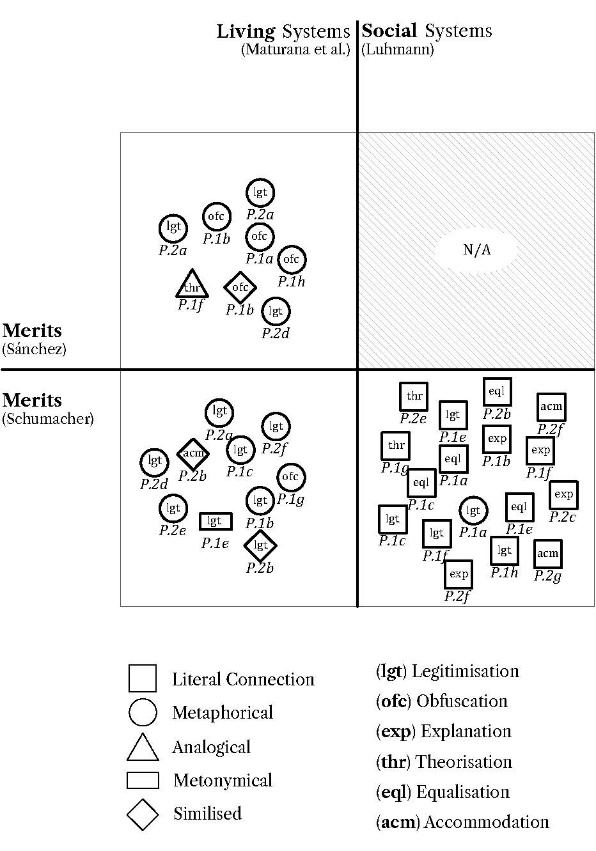 Living Systems
(Maturana et al.)
Social Systems
(Luhmann)
lgt
P.2a
ofc
P.1b
lgt
P.2a
ofc
P.1a
ofc
P.1h
thr
P.1f
ofc
P.1b
lgt
P.2d
N/A
Merits
(Sánchez)
Merits
(Schumacher)
lgt
P.2a
lgt
P.2f
acm
P.2b
lgt
P.1c
lgt
P.2d
ofc
P.1g
lgt
P.1b
lgt
P.2e
lgt
P.1e
lgt
P.2b
thr
P.2e
eql
P.2b
lgt
P.1e
acm
P.2f
thr
P.1g
exp
P.1b
exp
P.1f
eql
P.1a
eql
P.1c
exp
P.2c
lgt
P.1c
lgt
P.1a
eql
P.1e
lgt
P.1f
lgt
P.1h
acm
P.2g
exp
P.2f
Literal Connection
Metaphorical
Analogical
Metonymical
Similised
(lgt) Legitimisation
(ofc) Obfuscation
(exp) Explanation
(thr) Theorisation
(eql) Equalisation
(acm) Accommodation